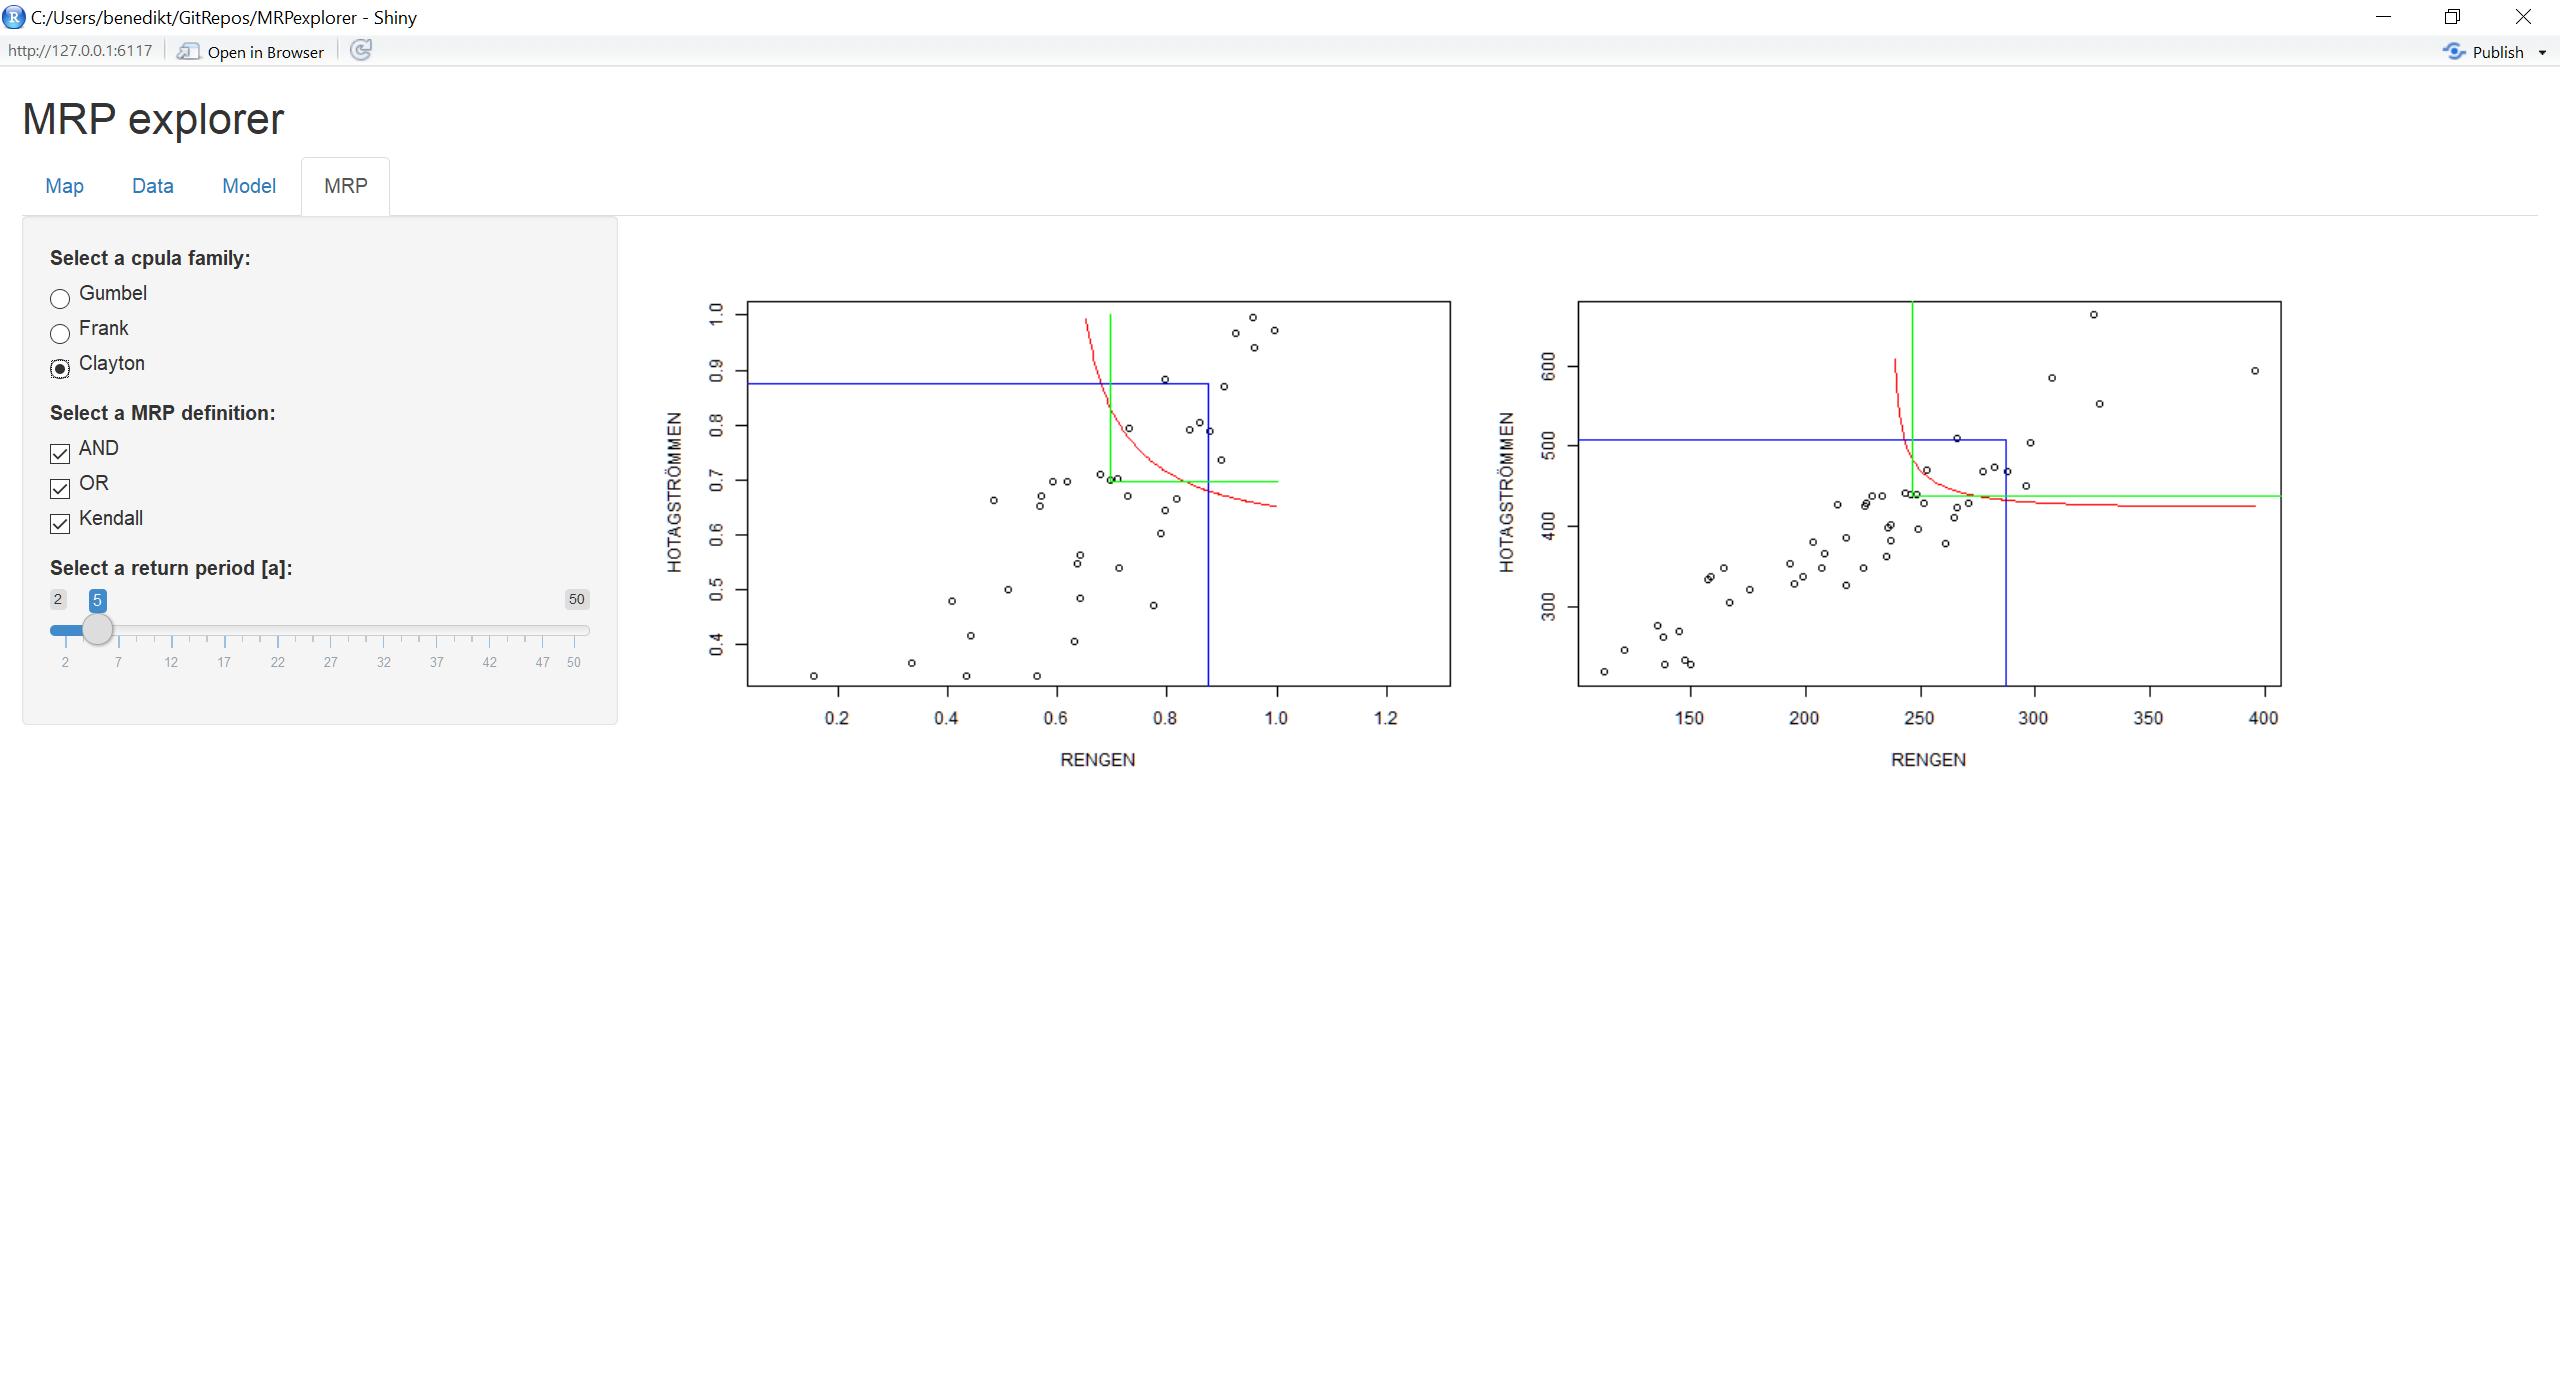 C:/Users/benedikt/GitRepos/MRPexplorer - Shiny
http://127.0.0.1:6117 Open in Browser Publish
MRP explorer
Map Data Model MRP
Select a cpula family:
Gumbel
Frank
Clayton
Select a MRP definition:
AND
OR
Kendall
Select a return period [a]:
2 5 50
2 7 12 17 22 27 32 37 42 47 50
HOTAGSTRÖMMEN
1.0
0.9
0.8
0.7
0.6
0.5
0.4
0.2 0.4 0.6 0.8 1.0 1.2
RENGEN
HOTAGSTRÖMMEN
600
500
400
300
150 200 250 300 350 400
RENGEN